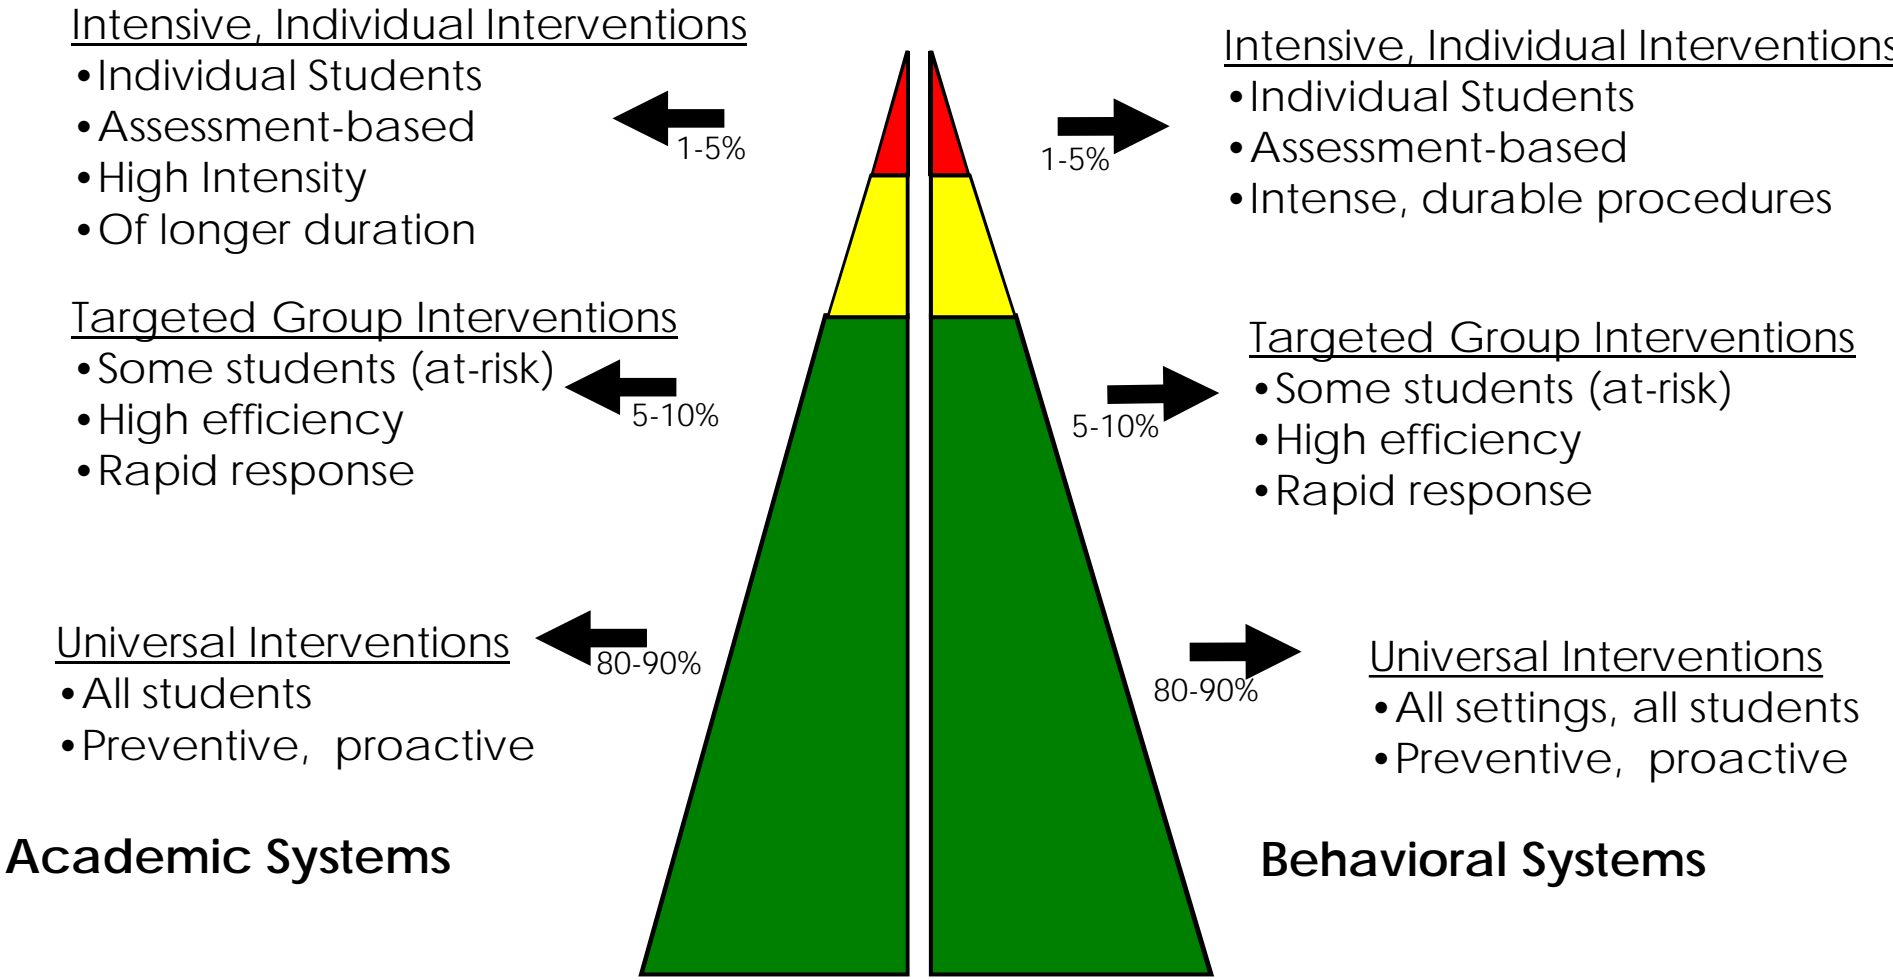 Intensive, Individual Interventions
•Individual Students
•Assessment-based
•High Intensity
•Of longer duration
1-5%
Targeted Group Interventions
•Some students (at-risk)
•High efficiency
•Rapid response
5-10%
Universal Interventions
•All students
•Preventive, proactive
80-90%
Academic Systems
Intensive, Individual Interventions
•Individual Students
•Assessment-based
•Intense, durable procedures
1-5%
Targeted Group Interventions
•Some students (at-risk)
•High efficiency
•Rapid response
5-10%
Universal Interventions
•All settings, all students
•Preventive, proactive
80-90%
Behavioral Systems